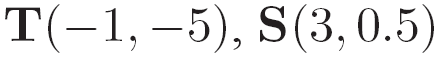 T(−1, −5), S(3, 0.5)